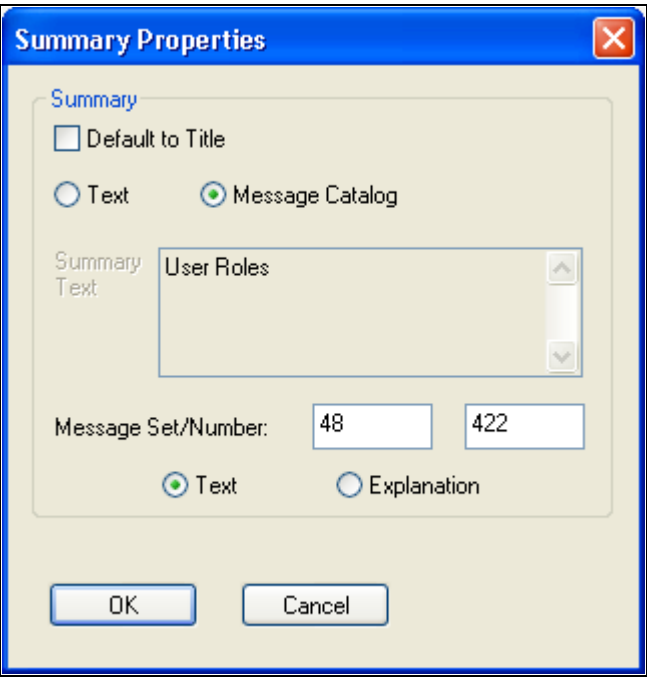 Summary Properties
Summary
Default to Title
Text Message Catalog
Summary
Text
User Roles
Message Set/Number: 48 422
Text Explanation
OK Cancel